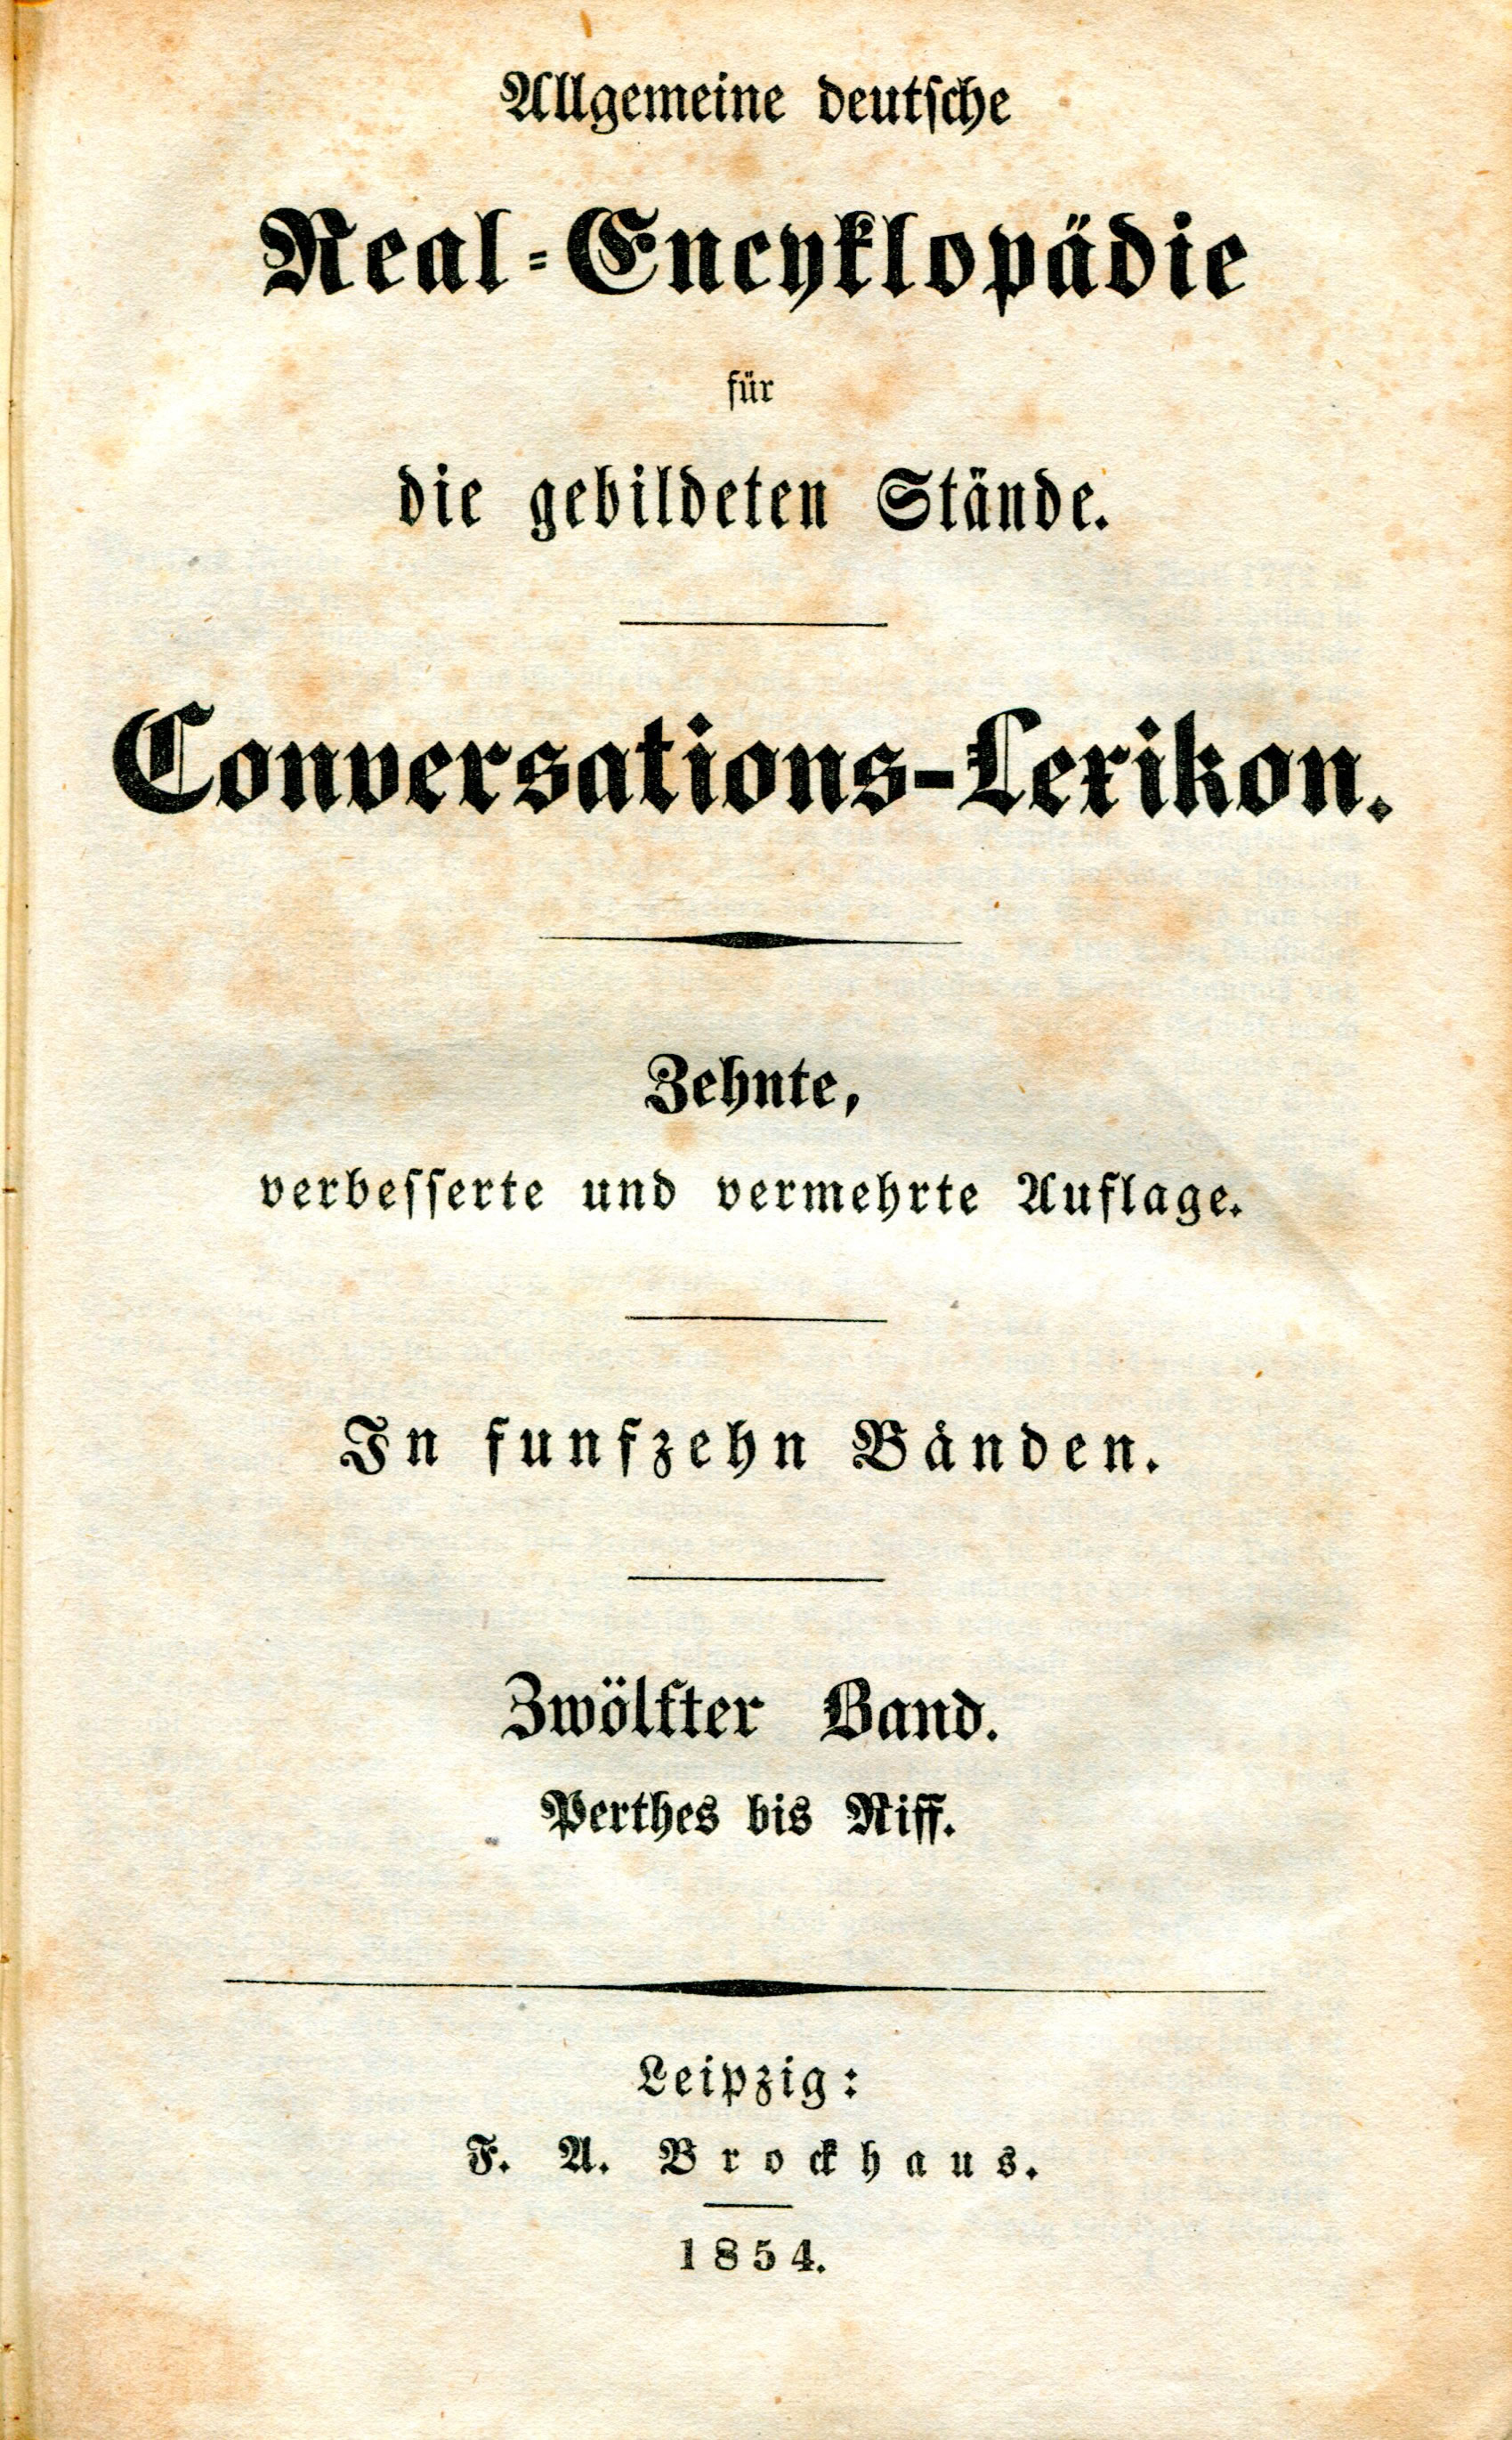 Allgemeine deutsche
Real-Encyklopädie
für
die gebildeten Stände.
Conversations-Lexikon.
Zehnte,
verbesserte und vermehrte Auflage.
In funfzehn Bänden.
Zwölfter Band.
Perthes bis Riff.
Leipzig:
F. A. Brockhaus.
1854.